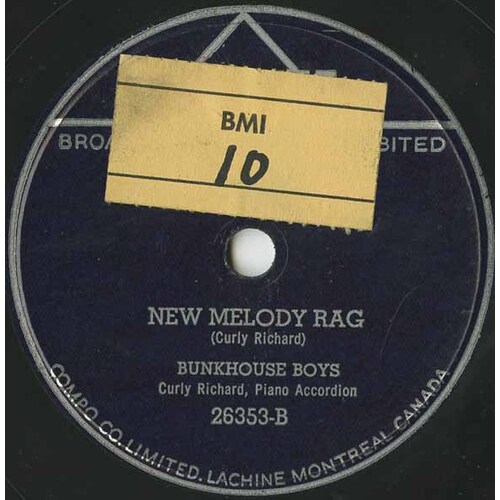 BMI
10
BROA
BITED
NEW MELODY RAG
(Curly Richard)
BUNKHOUSE BOYS
Curly Richard, Piano Accordion
26353-B
COMPO CO. LIMITED, LACHINE MONTREAL CANADA